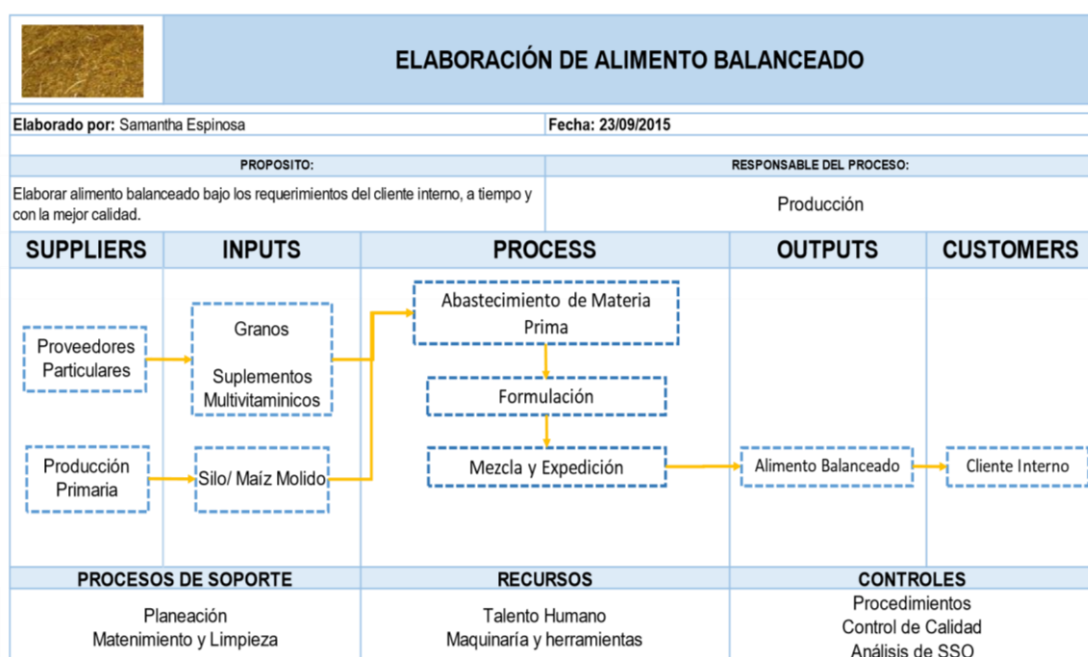 ELABORACIÓN DE ALIMENTO BALANCEADO
Elaborado por: Samantha Espinosa
Fecha: 23/09/2015
PROPOSITO:
RESPONSABLE DEL PROCESO:
Elaborar alimento balanceado bajo los requerimientos del cliente interno, a tiempo y
con la mejor calidad.
Producción
SUPPLIERS
INPUTS
PROCESS
OUTPUTS
CUSTOMERS
Proveedores
Particulares
Granos
Suplementos
Multivitaminicos
Abastecimiento de Materia
Prima
Formulación
Producción
Primaria
Silo/ Maíz Molido
Mezcla y Expedición
Alimento Balanceado
Cliente Interno
PROCESOS DE SOPORTE
RECURSOS
CONTROLES
Planeación
Matenimiento y Limpieza
Talento Humano
Maquinaría y herramientas
Procedimientos
Control de Calidad
Análisis de SSO